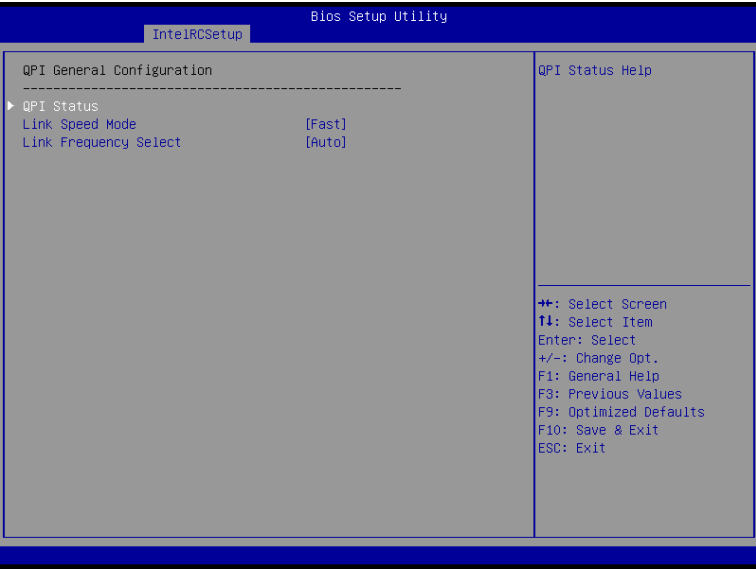 Bios Setup Utility
IntelRCSetup
QPI General Configuration
--------------------------------------------------
QPI Status
Link Speed Mode [Fast]
Link Frequency Select [Auto]
QPI Status Help
→←: Select Screen
↑↓: Select Item
Enter: Select
+/-: Change Opt.
F1: General Help
F3: Previous Values
F9: Optimized Defaults
F10: Save & Exit
ESC: Exit